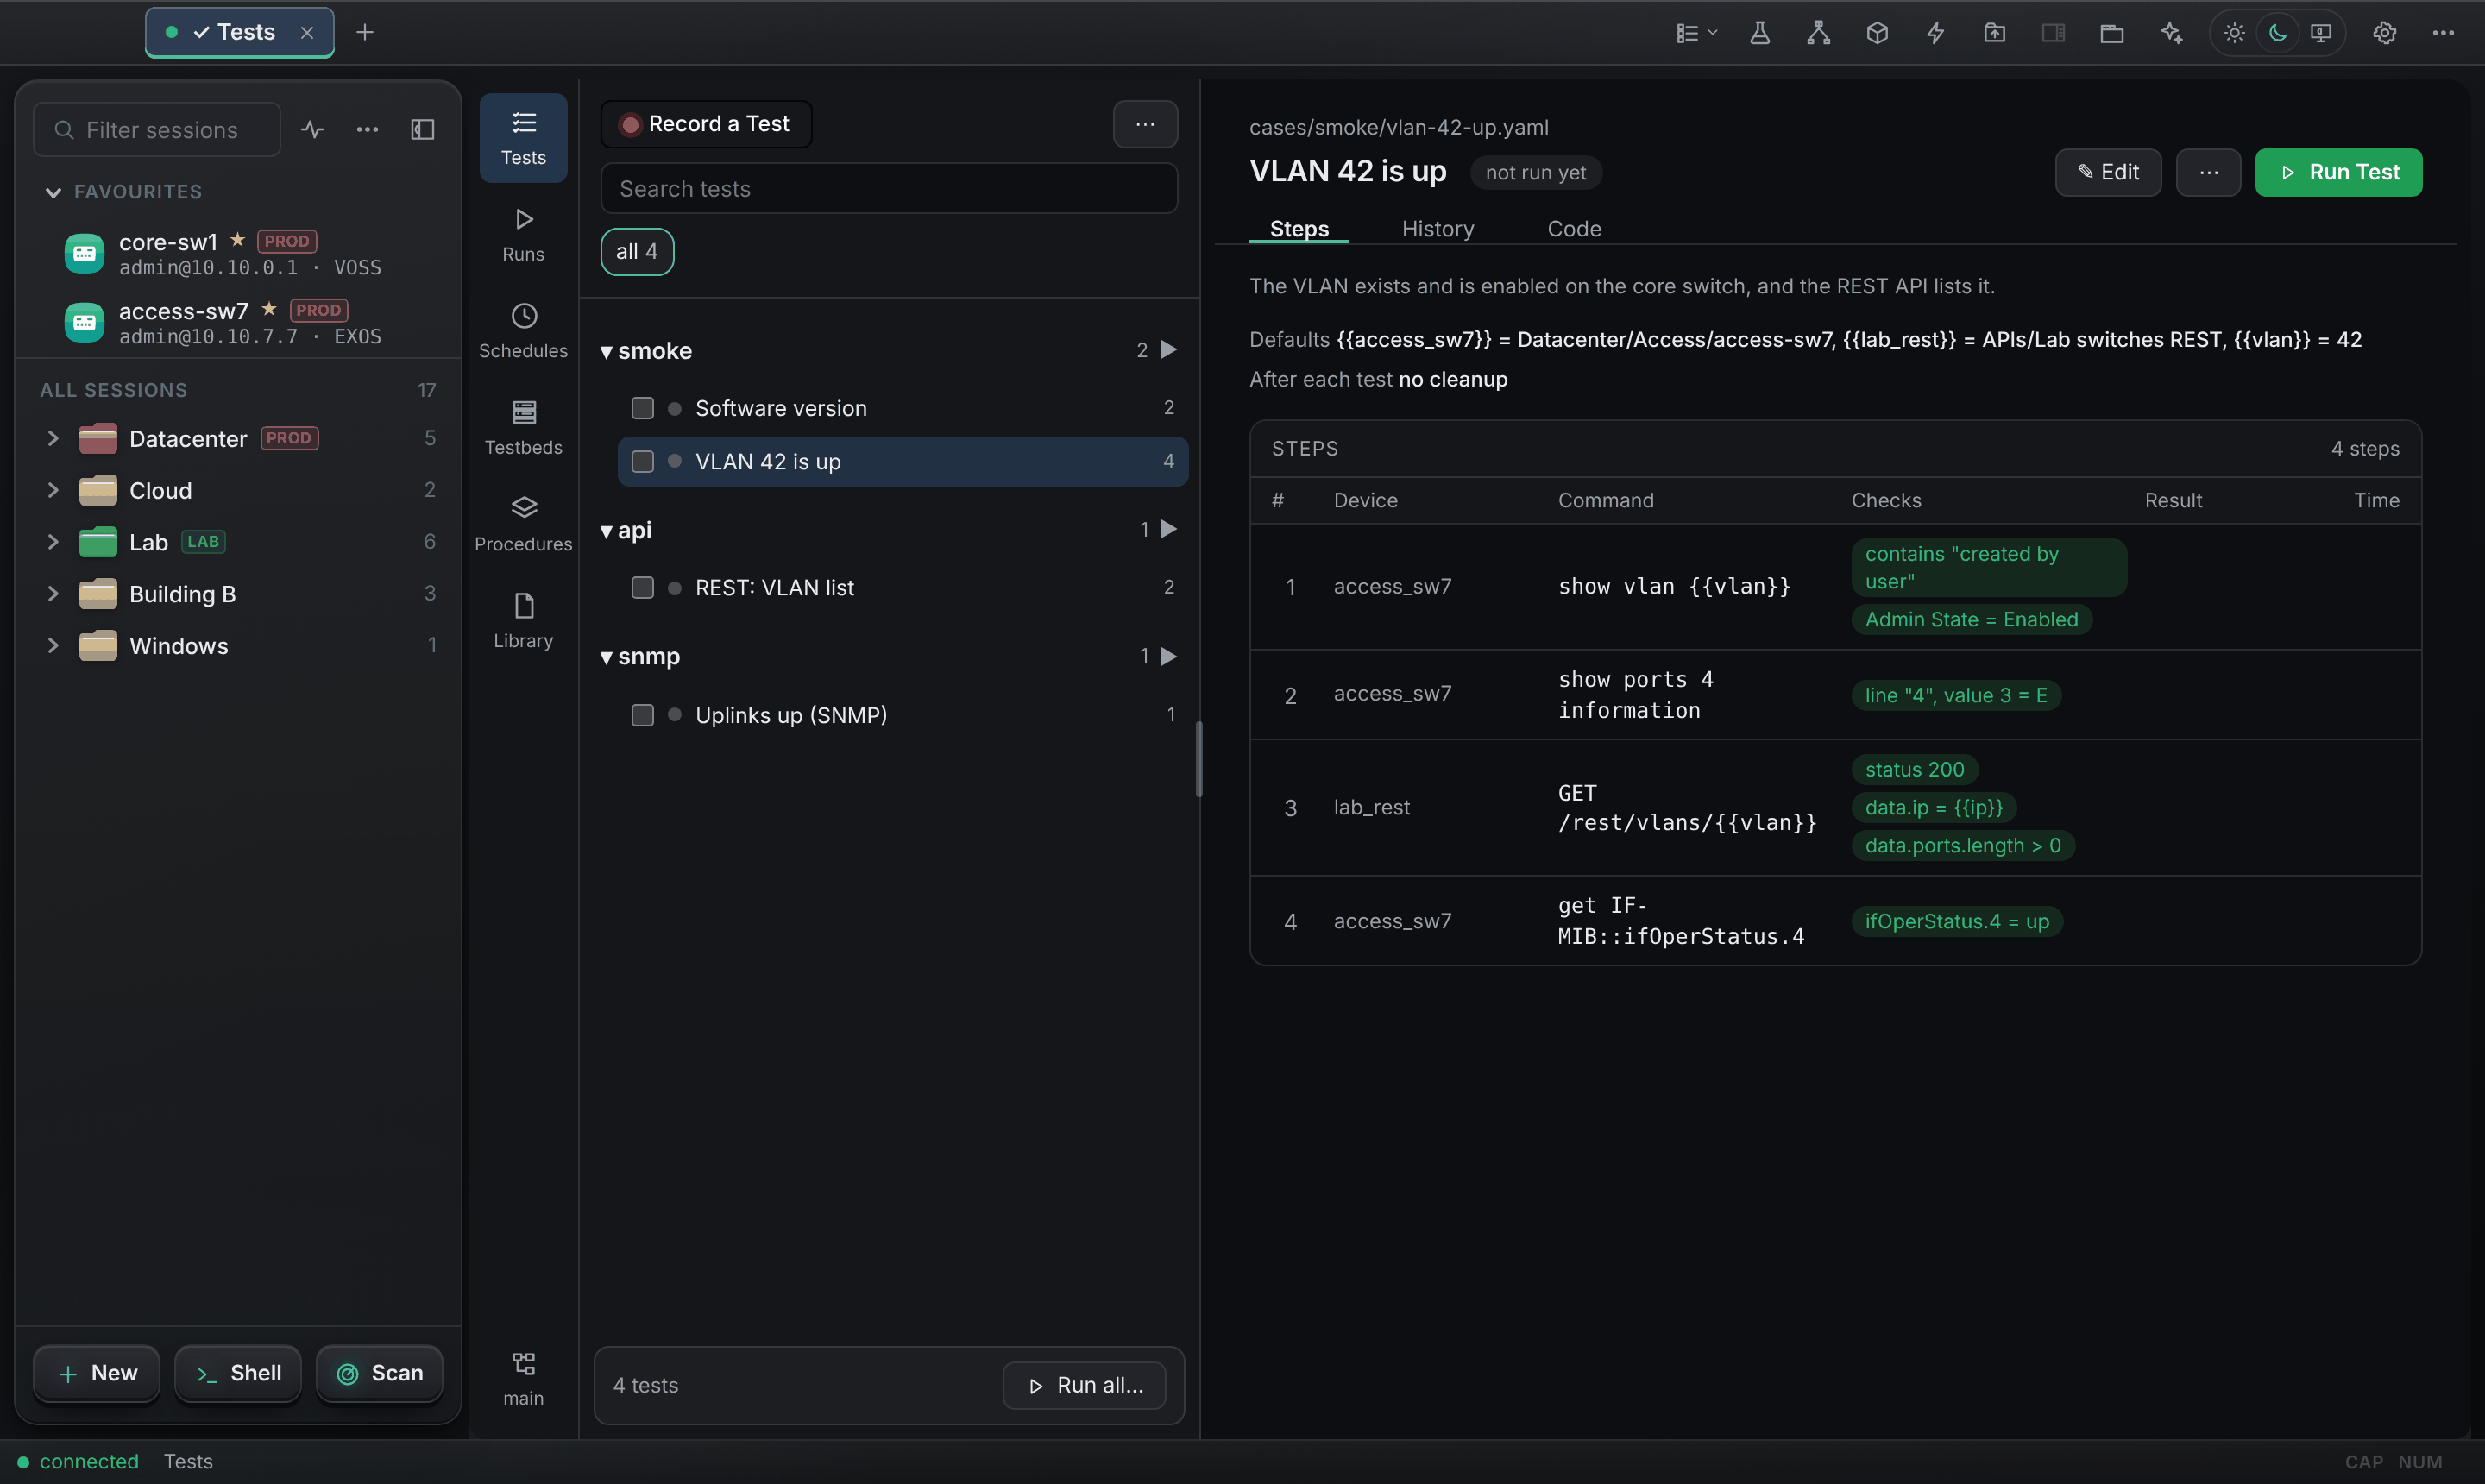 ✓ Tests
Filter sessions
FAVOURITES
core-sw1 ★ PROD
admin@10.10.0.1 · VOSS
access-sw7 ★ PROD
admin@10.10.7.7 · EXOS
ALL SESSIONS 17
Datacenter PROD 5
Cloud 2
Lab LAB 6
Building B 3
Windows 1
New
Shell
Scan
Tests
Runs
Schedules
Testbeds
Procedures
Library
main
Record a Test
Search tests
all 4
smoke 2
Software version 2
VLAN 42 is up 4
api 1
REST: VLAN list 2
snmp 1
Uplinks up (SNMP) 1
4 tests
Run all...
cases/smoke/vlan-42-up.yaml
VLAN 42 is up not run yet
Edit
Run Test
Steps History Code
The VLAN exists and is enabled on the core switch, and the REST API lists it.
Defaults {{access_sw7}} = Datacenter/Access/access-sw7, {{lab_rest}} = APIs/Lab switches REST, {{vlan}} = 42
After each test no cleanup
STEPS 4 steps
# Device Command Checks Result Time
1 access_sw7 show vlan {{vlan}}
contains "created by
user"
Admin State = Enabled
2 access_sw7
show ports 4
information
line "4", value 3 = E
3 lab_rest
GET
/rest/vlans/{{vlan}}
status 200
data.ip = {{ip}}
data.ports.length > 0
4 access_sw7
get IF-
MIB::ifOperStatus.4
ifOperStatus.4 = up
connected Tests
CAP NUM